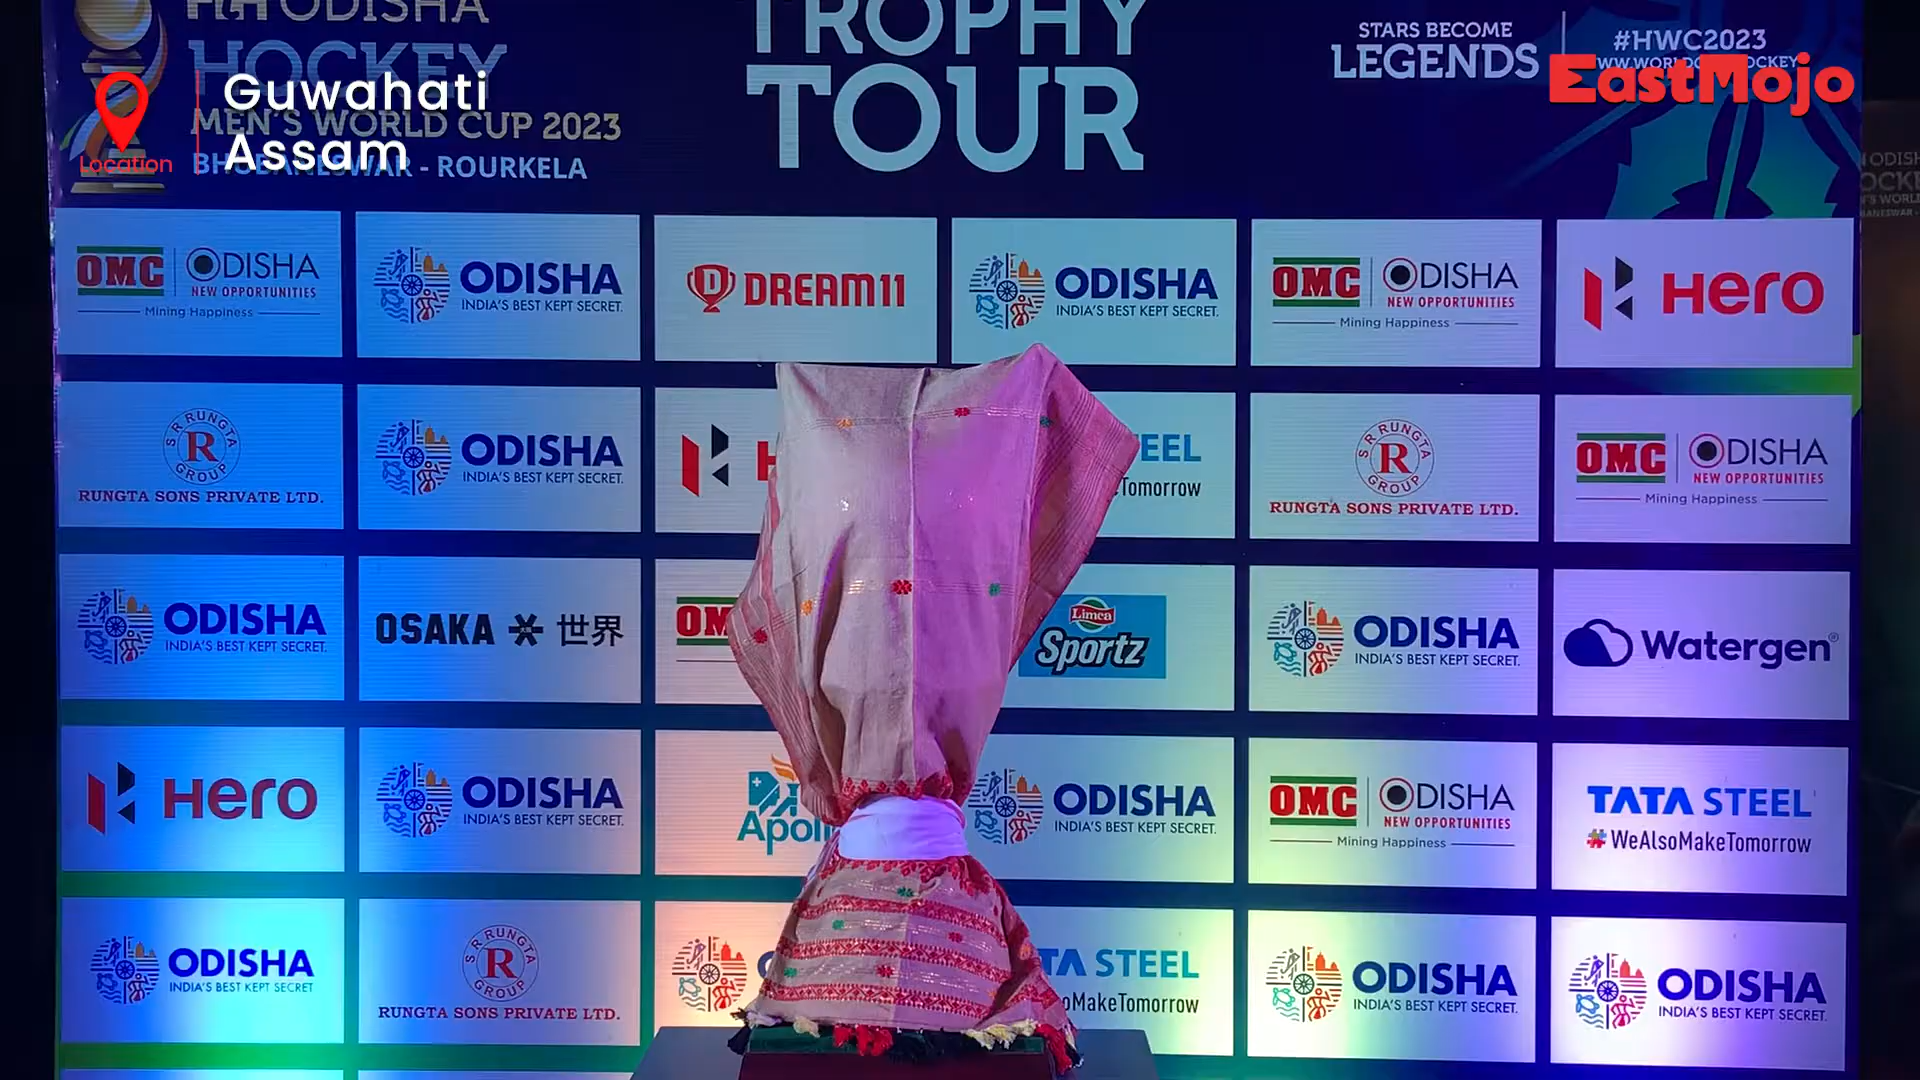 FIH ODISHA
HOCKEY
MEN'S WORLD CUP 2023
BHUBANESWAR - ROURKELA
Guwahati
Assam
Location
TROPHY
TOUR
STARS BECOME
LEGENDS
#HWC2023
EastMojo
OMC ODISHA
NEW OPPORTUNITIES
Mining Happiness
ODISHA
INDIA'S BEST KEPT SECRET.
DREAM11
ODISHA
INDIA'S BEST KEPT SECRET.
OMC ODISHA
NEW OPPORTUNITIES
Mining Happiness
Hero
S R RUNGTA
R
GROUP
RUNGTA SONS PRIVATE LTD.
ODISHA
INDIA'S BEST KEPT SECRET.
H
EEL
Tomorrow
S R RUNGTA
R
GROUP
RUNGTA SONS PRIVATE LTD.
OMC ODISHA
NEW OPPORTUNITIES
Mining Happiness
ODISHA
INDIA'S BEST KEPT SECRET.
OSAKA 世界
OM
Limca
Sportz
ODISHA
INDIA'S BEST KEPT SECRET.
Watergen®
Hero
ODISHA
INDIA'S BEST KEPT SECRET.
Apoll
ODISHA
INDIA'S BEST KEPT SECRET.
OMC ODISHA
NEW OPPORTUNITIES
Mining Happiness
TATA STEEL
#WeAlsoMakeTomorrow
ODISHA
INDIA'S BEST KEPT SECRET
S R RUNGTA
R
GROUP
RUNGTA SONS PRIVATE LTD.
TA STEEL
oMakeTomorrow
ODISHA
INDIA'S BEST KEPT SECRET.
ODISHA
INDIA'S BEST KEPT SECRET.